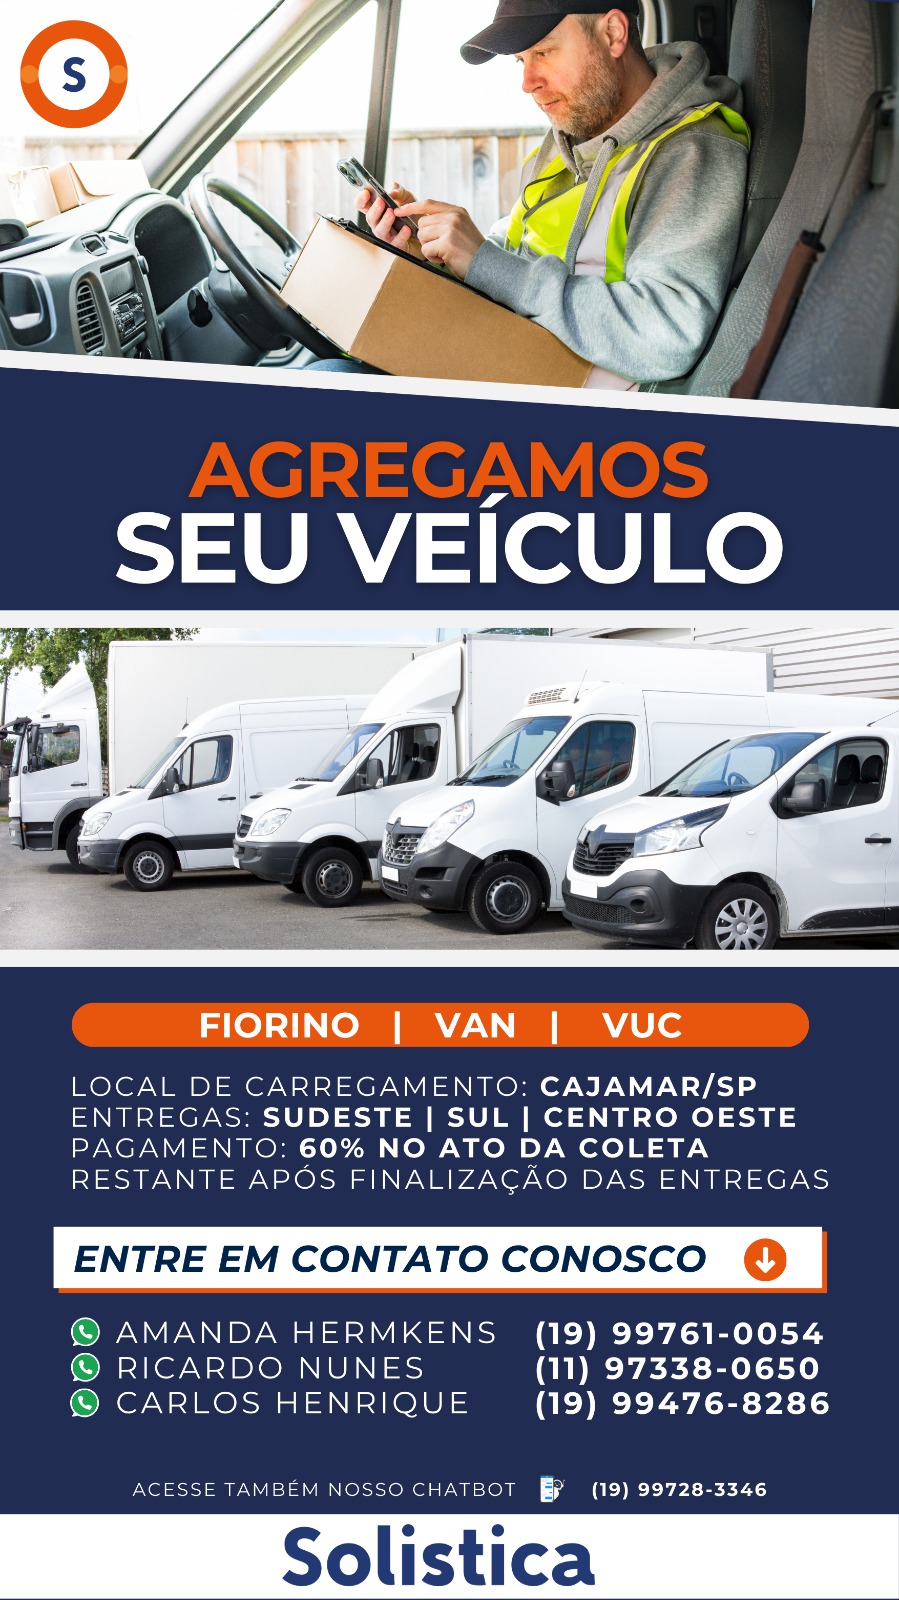 S
AGREGAMOS
SEU VEÍCULO
FIORINO | VAN | VUC
LOCAL DE CARREGAMENTO: CAJAMAR/SP
ENTREGAS: SUDESTE | SUL | CENTRO OESTE
PAGAMENTO: 60% NO ATO DA COLETA
RESTANTE APÓS FINALIZAÇÃO DAS ENTREGAS
ENTRE EM CONTATO CONOSCO
AMANDA HERMKENS (19) 99761-0054
RICARDO NUNES (11) 97338-0650
CARLOS HENRIQUE (19) 99476-8286
ACESSE TAMBÉM NOSSO CHATBOT (19) 99728-3346
Solistica